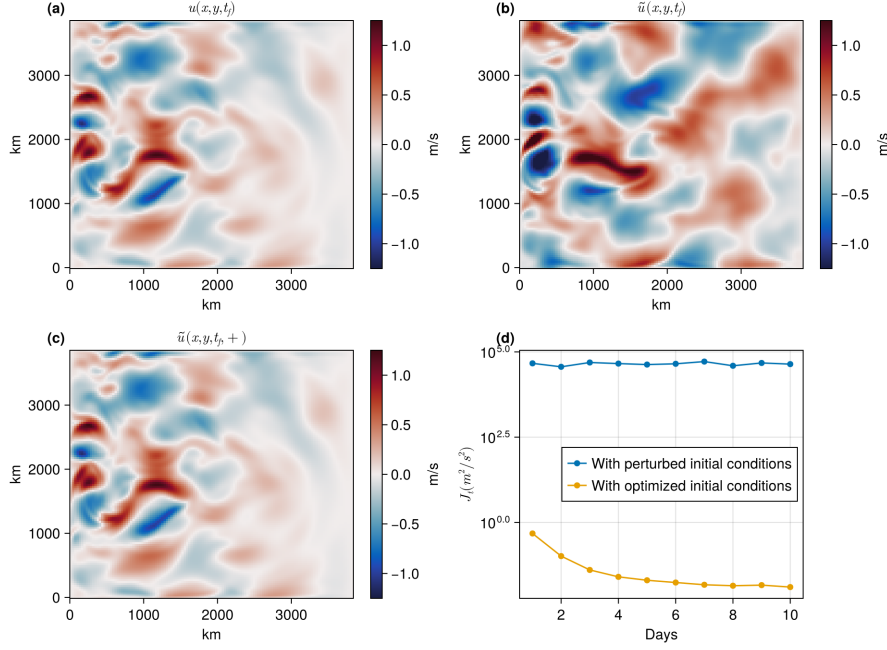 (a) u(x,y,t_f)
3000
2000
1000
0
km
0 1000 2000 3000
km
1.0
0.5
0.0
−0.5
−1.0
m/s
(b) ũ(x,y,t_f)
3000
2000
1000
0
km
0 1000 2000 3000
km
1.0
0.5
0.0
−0.5
−1.0
m/s
(c) ũ(x,y,t_f,+)
3000
2000
1000
0
km
0 1000 2000 3000
km
1.0
0.5
0.0
−0.5
−1.0
m/s
(d)
10^5.0
10^2.5
10^0.0
J_t(m²/s²)
With perturbed initial conditions
With optimized initial conditions
2 4 6 8 10
Days